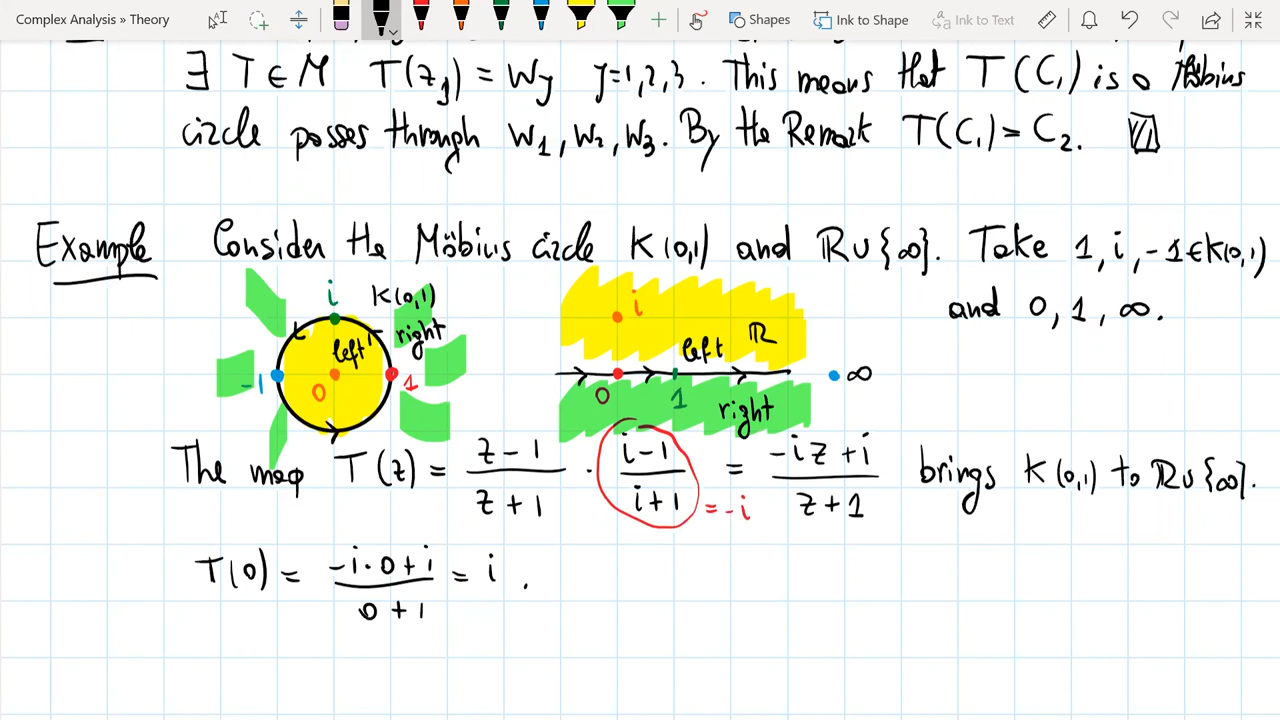 Complex Analysis » Theory
Shapes
Ink to Shape
Ink to Text
∃ T ∈ M T(z_j) = w_j j=1,2,3. This means that T(C_1) is a Möbius
circle passes through w_1, w_2, w_3. By the Remark T(C_1) = C_2.
Example Consider the Möbius circle K(0,1) and ℝ∪{∞}. Take 1, i, -1 ∈ K(0,1)
and 0, 1, ∞.
i K(0,1)
right
left
-1 0 1
i
left ℝ
0 1 ∞
right
The map T(z) = (z-1)/(z+1) · (i-1)/(i+1) = (-iz+i)/(z+1) brings K(0,1) to ℝ∪{∞}.
= -i
T(0) = (-i·0+i)/(0+1) = i .